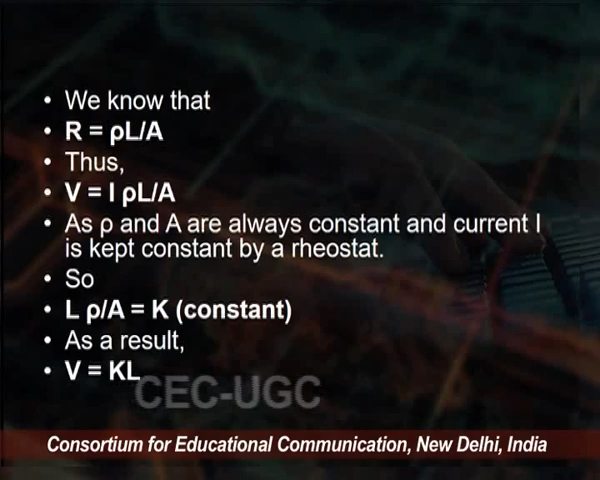 • We know that
• R = ρL/A
• Thus,
• V = I ρL/A
• As ρ and A are always constant and current I
is kept constant by a rheostat.
• So
• L ρ/A = K (constant)
• As a result,
• V = KL
CEC-UGC
Consortium for Educational Communication, New Delhi, India